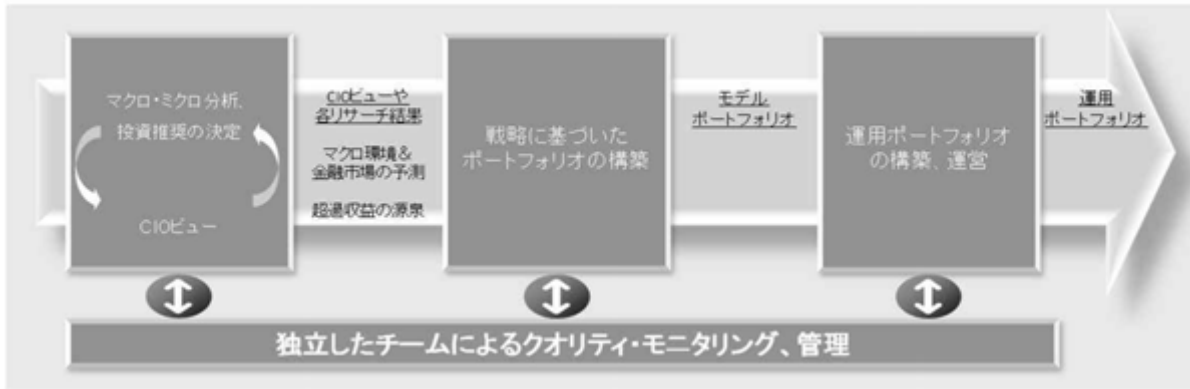 マクロ・ミクロ分析、
投資推奨の決定
CIOビュー
CIOビューや
各リサーチ結果
マクロ環境&
金融市場の予測
超過収益の源泉
戦略に基づいた
ポートフォリオの構築
モデル
ポートフォリオ
運用ポートフォリオ
の構築、運営
運用
ポートフォリオ
独立したチームによるクオリティ・モニタリング、管理